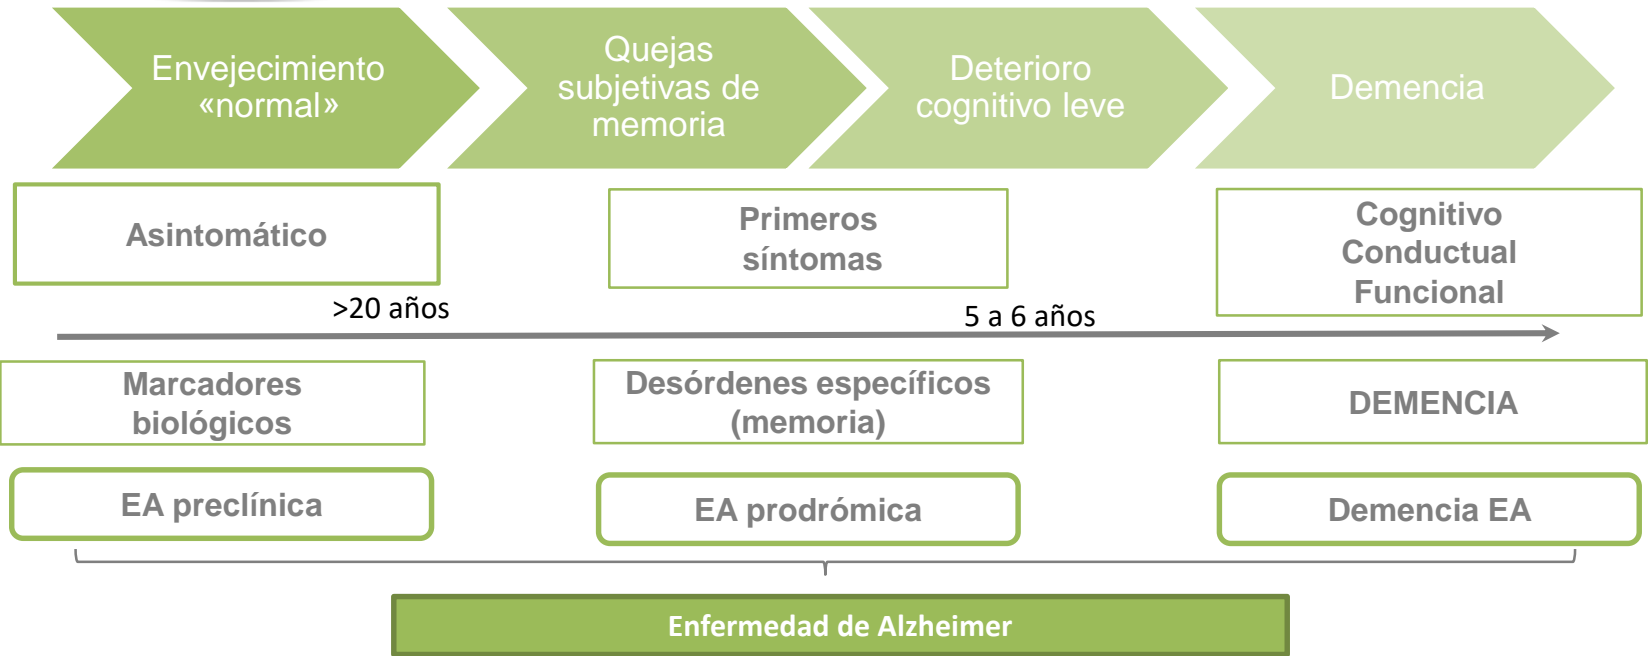 Envejecimiento
«normal»
Quejas
subjetivas de
memoria
Deterioro
cognitivo leve
Demencia
Asintomático
Primeros
síntomas
Cognitivo
Conductual
Funcional
>20 años
5 a 6 años
Marcadores
biológicos
Desórdenes específicos
(memoria)
DEMENCIA
EA preclínica
EA prodrómica
Demencia EA
Enfermedad de Alzheimer